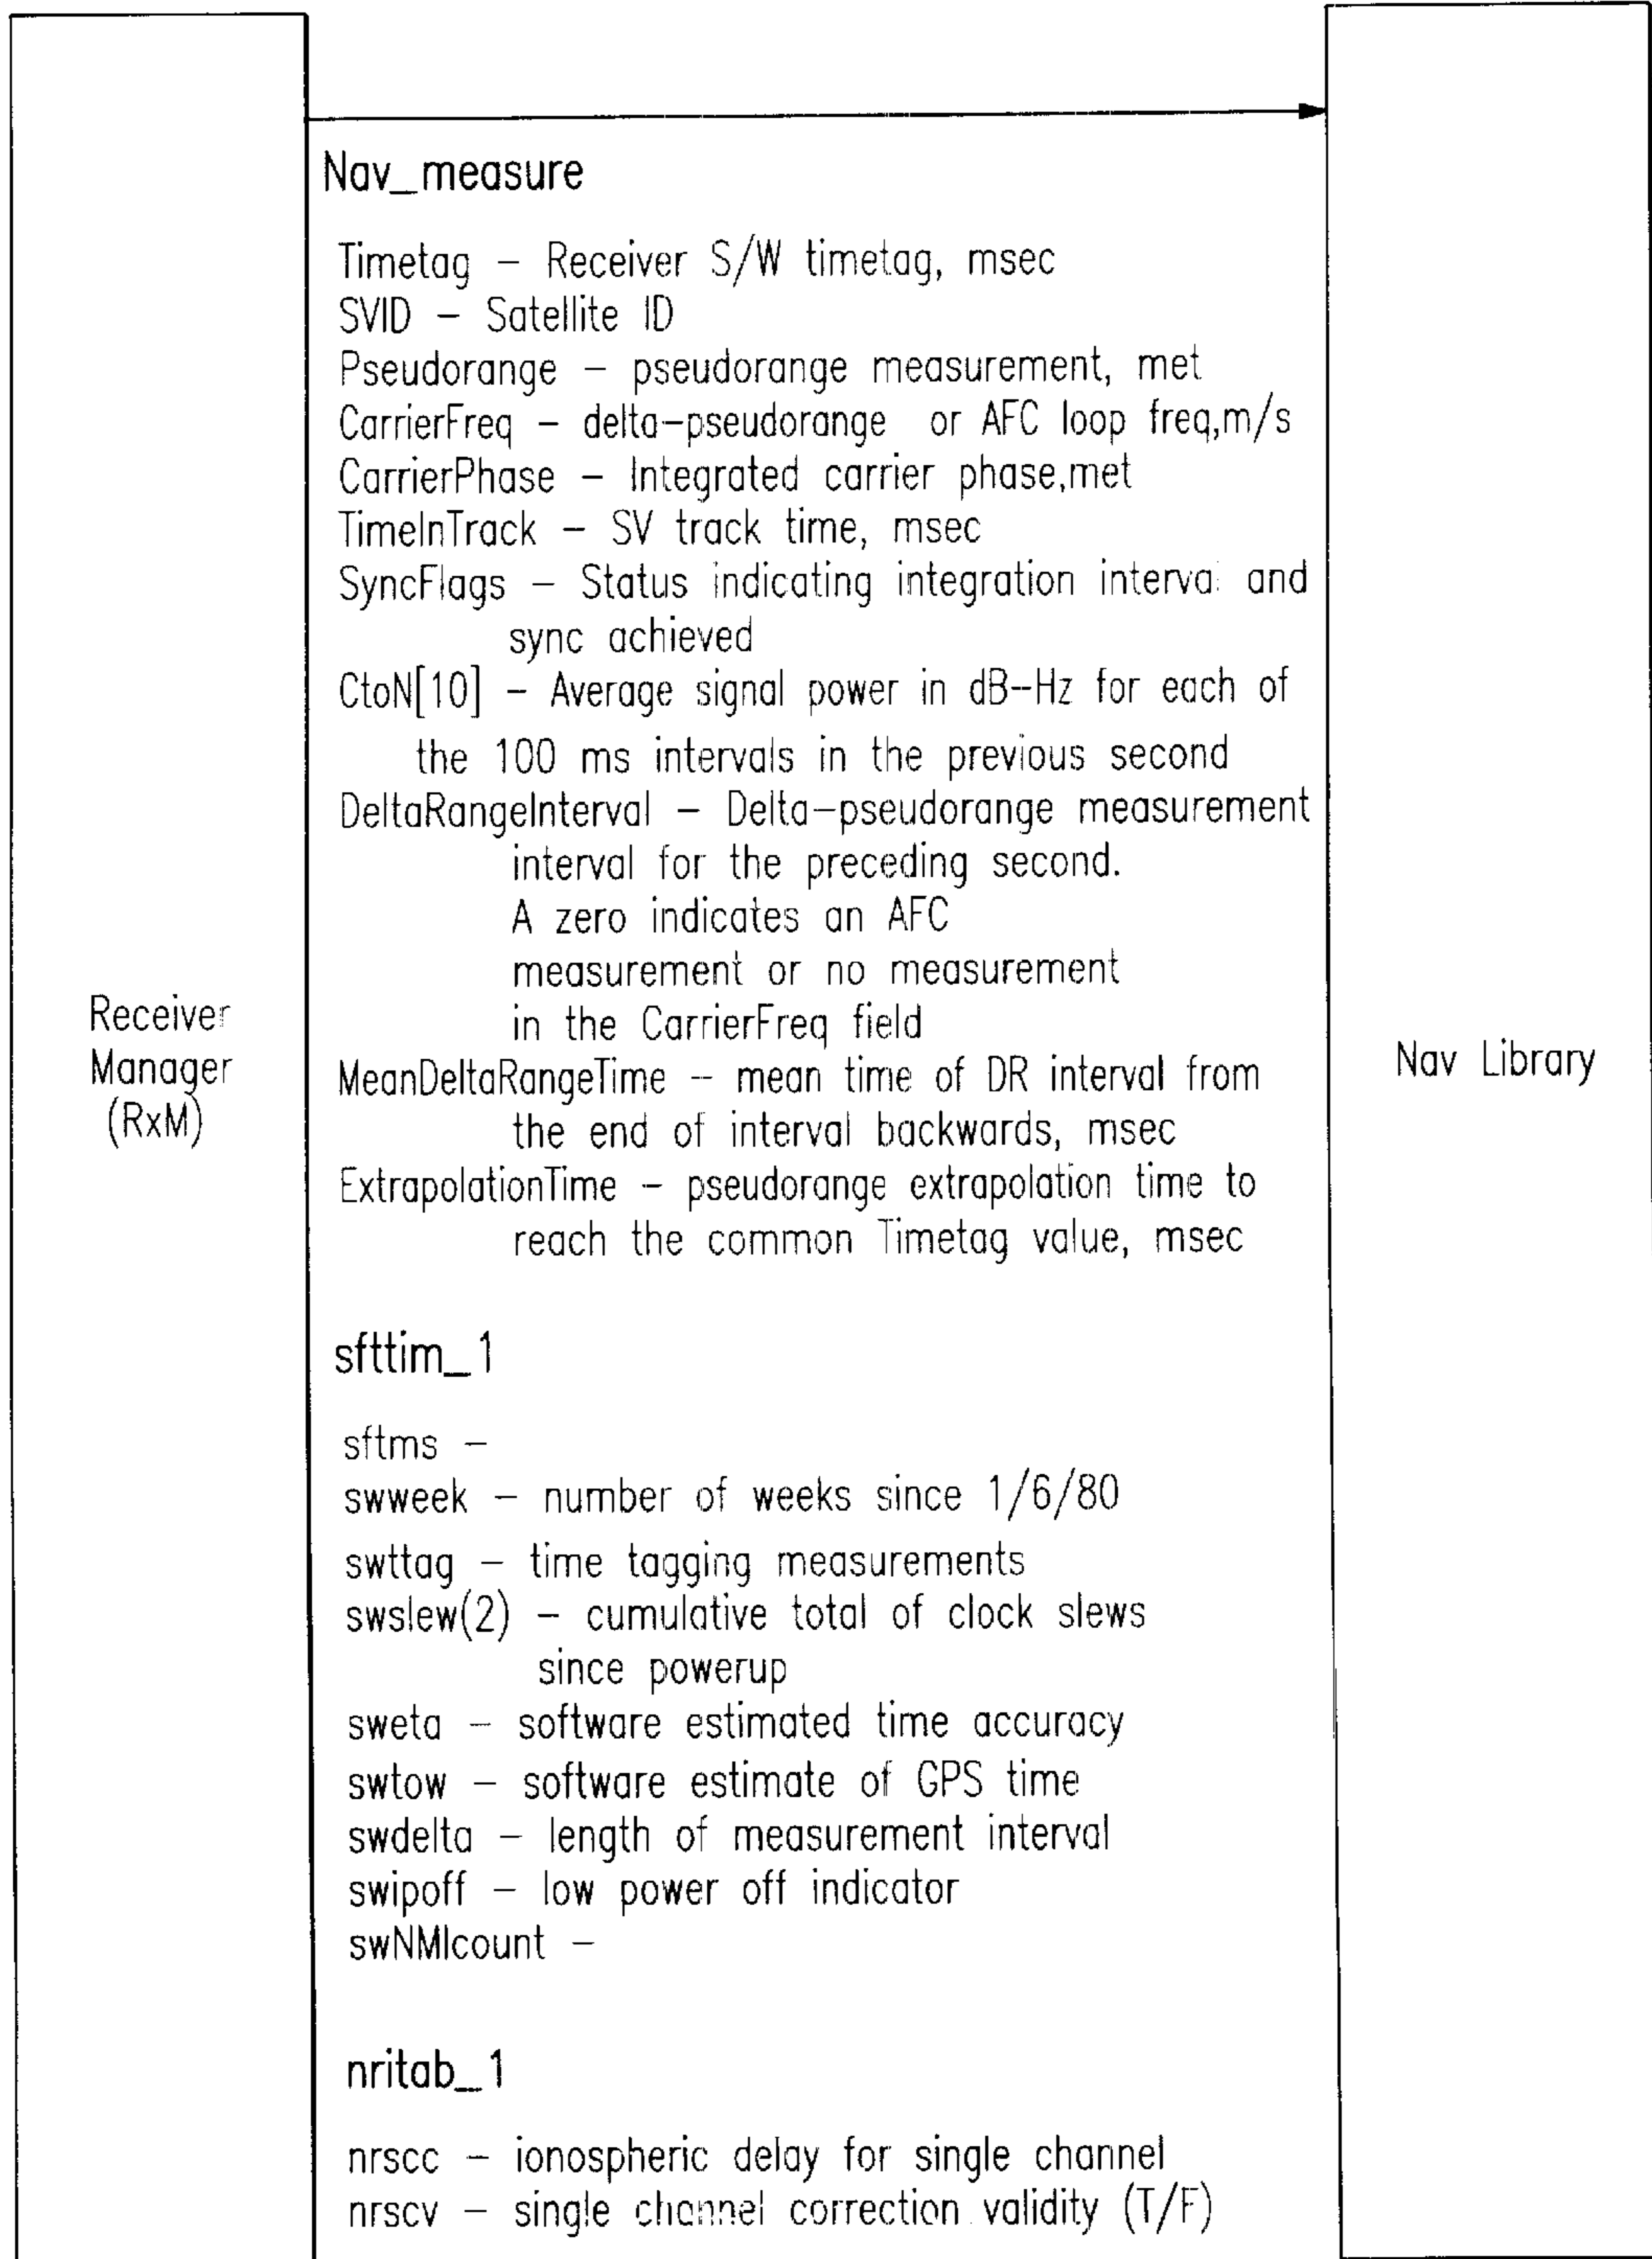 Nav_measure
Timetag – Receiver S/W timetag, msec
SVID – Satellite ID
Pseudorange – pseudorange measurement, met
CarrierFreq – delta-pseudorange or AFC loop freq,m/s
CarrierPhase – Integrated carrier phase,met
TimeInTrack – SV track time, msec
SyncFlags – Status indicating integration interval and
sync achieved
CtoN[10] – Average signal power in dB-Hz for each of
the 100 ms intervals in the previous second
DeltaRangeInterval – Delta-pseudorange measurement
interval for the preceding second.
A zero indicates an AFC
measurement or no measurement
in the CarrierFreq field
MeanDeltaRangeTime – mean time of DR interval from
the end of interval backwards, msec
ExtrapolationTime – pseudorange extrapolation time to
reach the common Timetag value, msec
Receiver
Manager
(RxM)
Nav Library
sfttim_1
sftms –
swweek – number of weeks since 1/6/80
swttag – time tagging measurements
swslew(2) – cumulative total of clock slews
since powerup
sweta – software estimated time accuracy
swtow – software estimate of GPS time
swdelta – length of measurement interval
swipoff – low power off indicator
swNMIcount –
nritab_1
nrscc – ionospheric delay for single channel
nrscv – single channel correction validity (T/F)